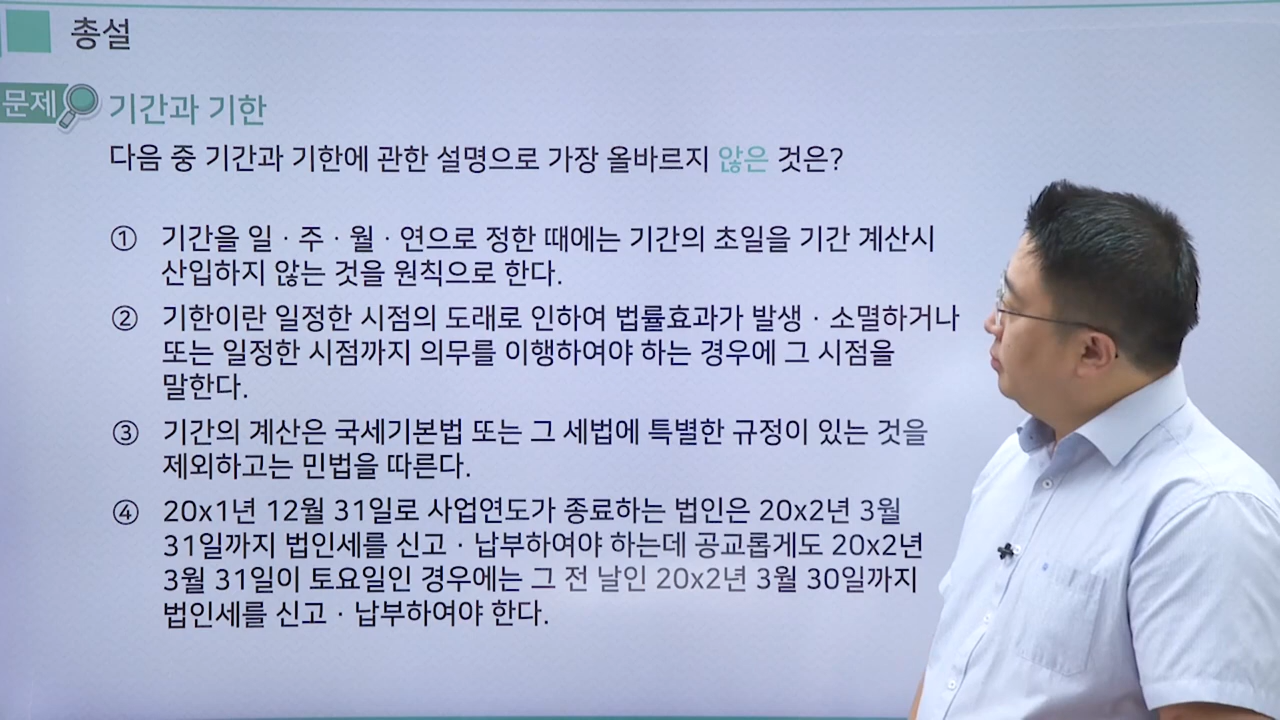 총설
문제
기간과 기한
다음 중 기간과 기한에 관한 설명으로 가장 올바르지 않은 것은?
① 기간을 일 · 주 · 월 · 연으로 정한 때에는 기간의 초일을 기간 계산시
산입하지 않는 것을 원칙으로 한다.
② 기한이란 일정한 시점의 도래로 인하여 법률효과가 발생 · 소멸하거나
또는 일정한 시점까지 의무를 이행하여야 하는 경우에 그 시점을
말한다.
③ 기간의 계산은 국세기본법 또는 그 세법에 특별한 규정이 있는 것을
제외하고는 민법을 따른다.
④ 20x1년 12월 31일로 사업연도가 종료하는 법인은 20x2년 3월
31일까지 법인세를 신고 · 납부하여야 하는데 공교롭게도 20x2년
3월 31일이 토요일인 경우에는 그 전 날인 20x2년 3월 30일까지
법인세를 신고 · 납부하여야 한다.